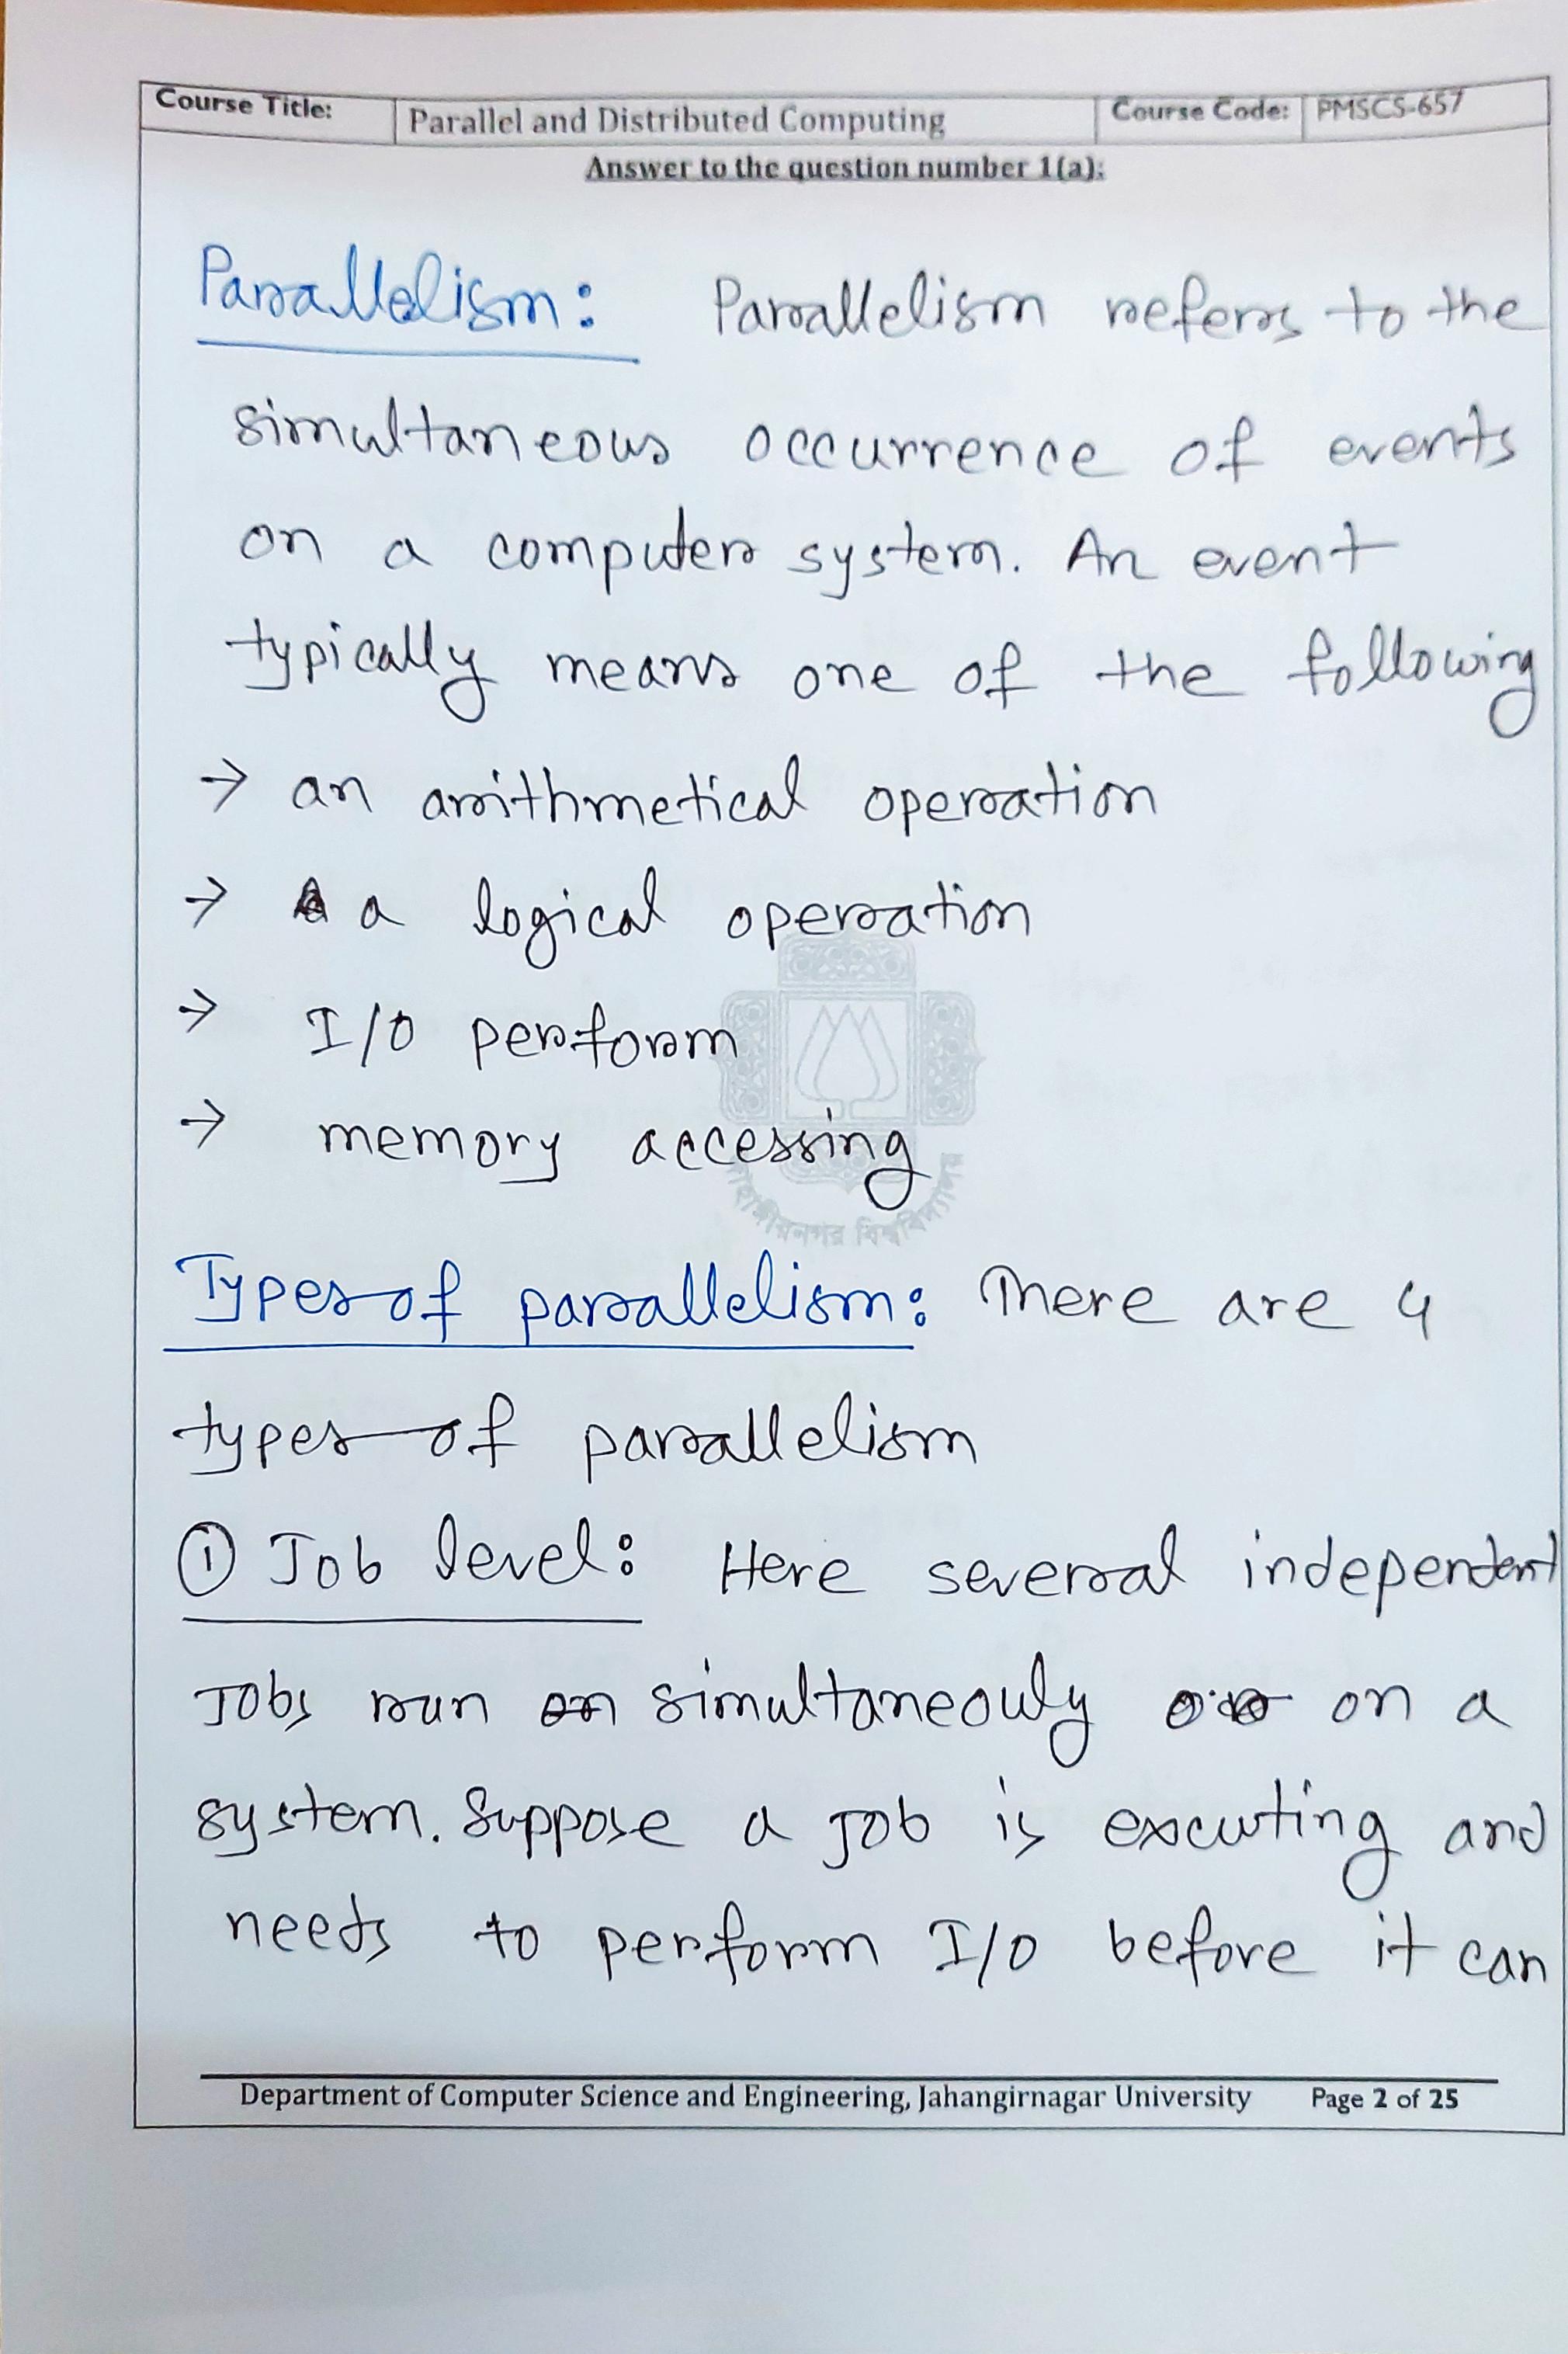 Course Title: Parallel and Distributed Computing Course Code: PMSCS-657
Answer to the question number 1(a):
Parallelism: Parallelism refers to the
simultaneous occurrence of events
on a computer system. An event
typically means one of the following
→ an arithmetical operation
→ a logical operation
→ I/O perform
→ memory accessing
জাহাঙ্গীরনগর বিশ্ববিদ্যালয়
Types of parallelism: There are 4
types of parallelism
① Job level: Here several independent
Jobs run on simultaneouly on a
system. Suppose a Job is executing and
needs to perform I/O before it can
Department of Computer Science and Engineering, Jahangirnagar University Page 2 of 25